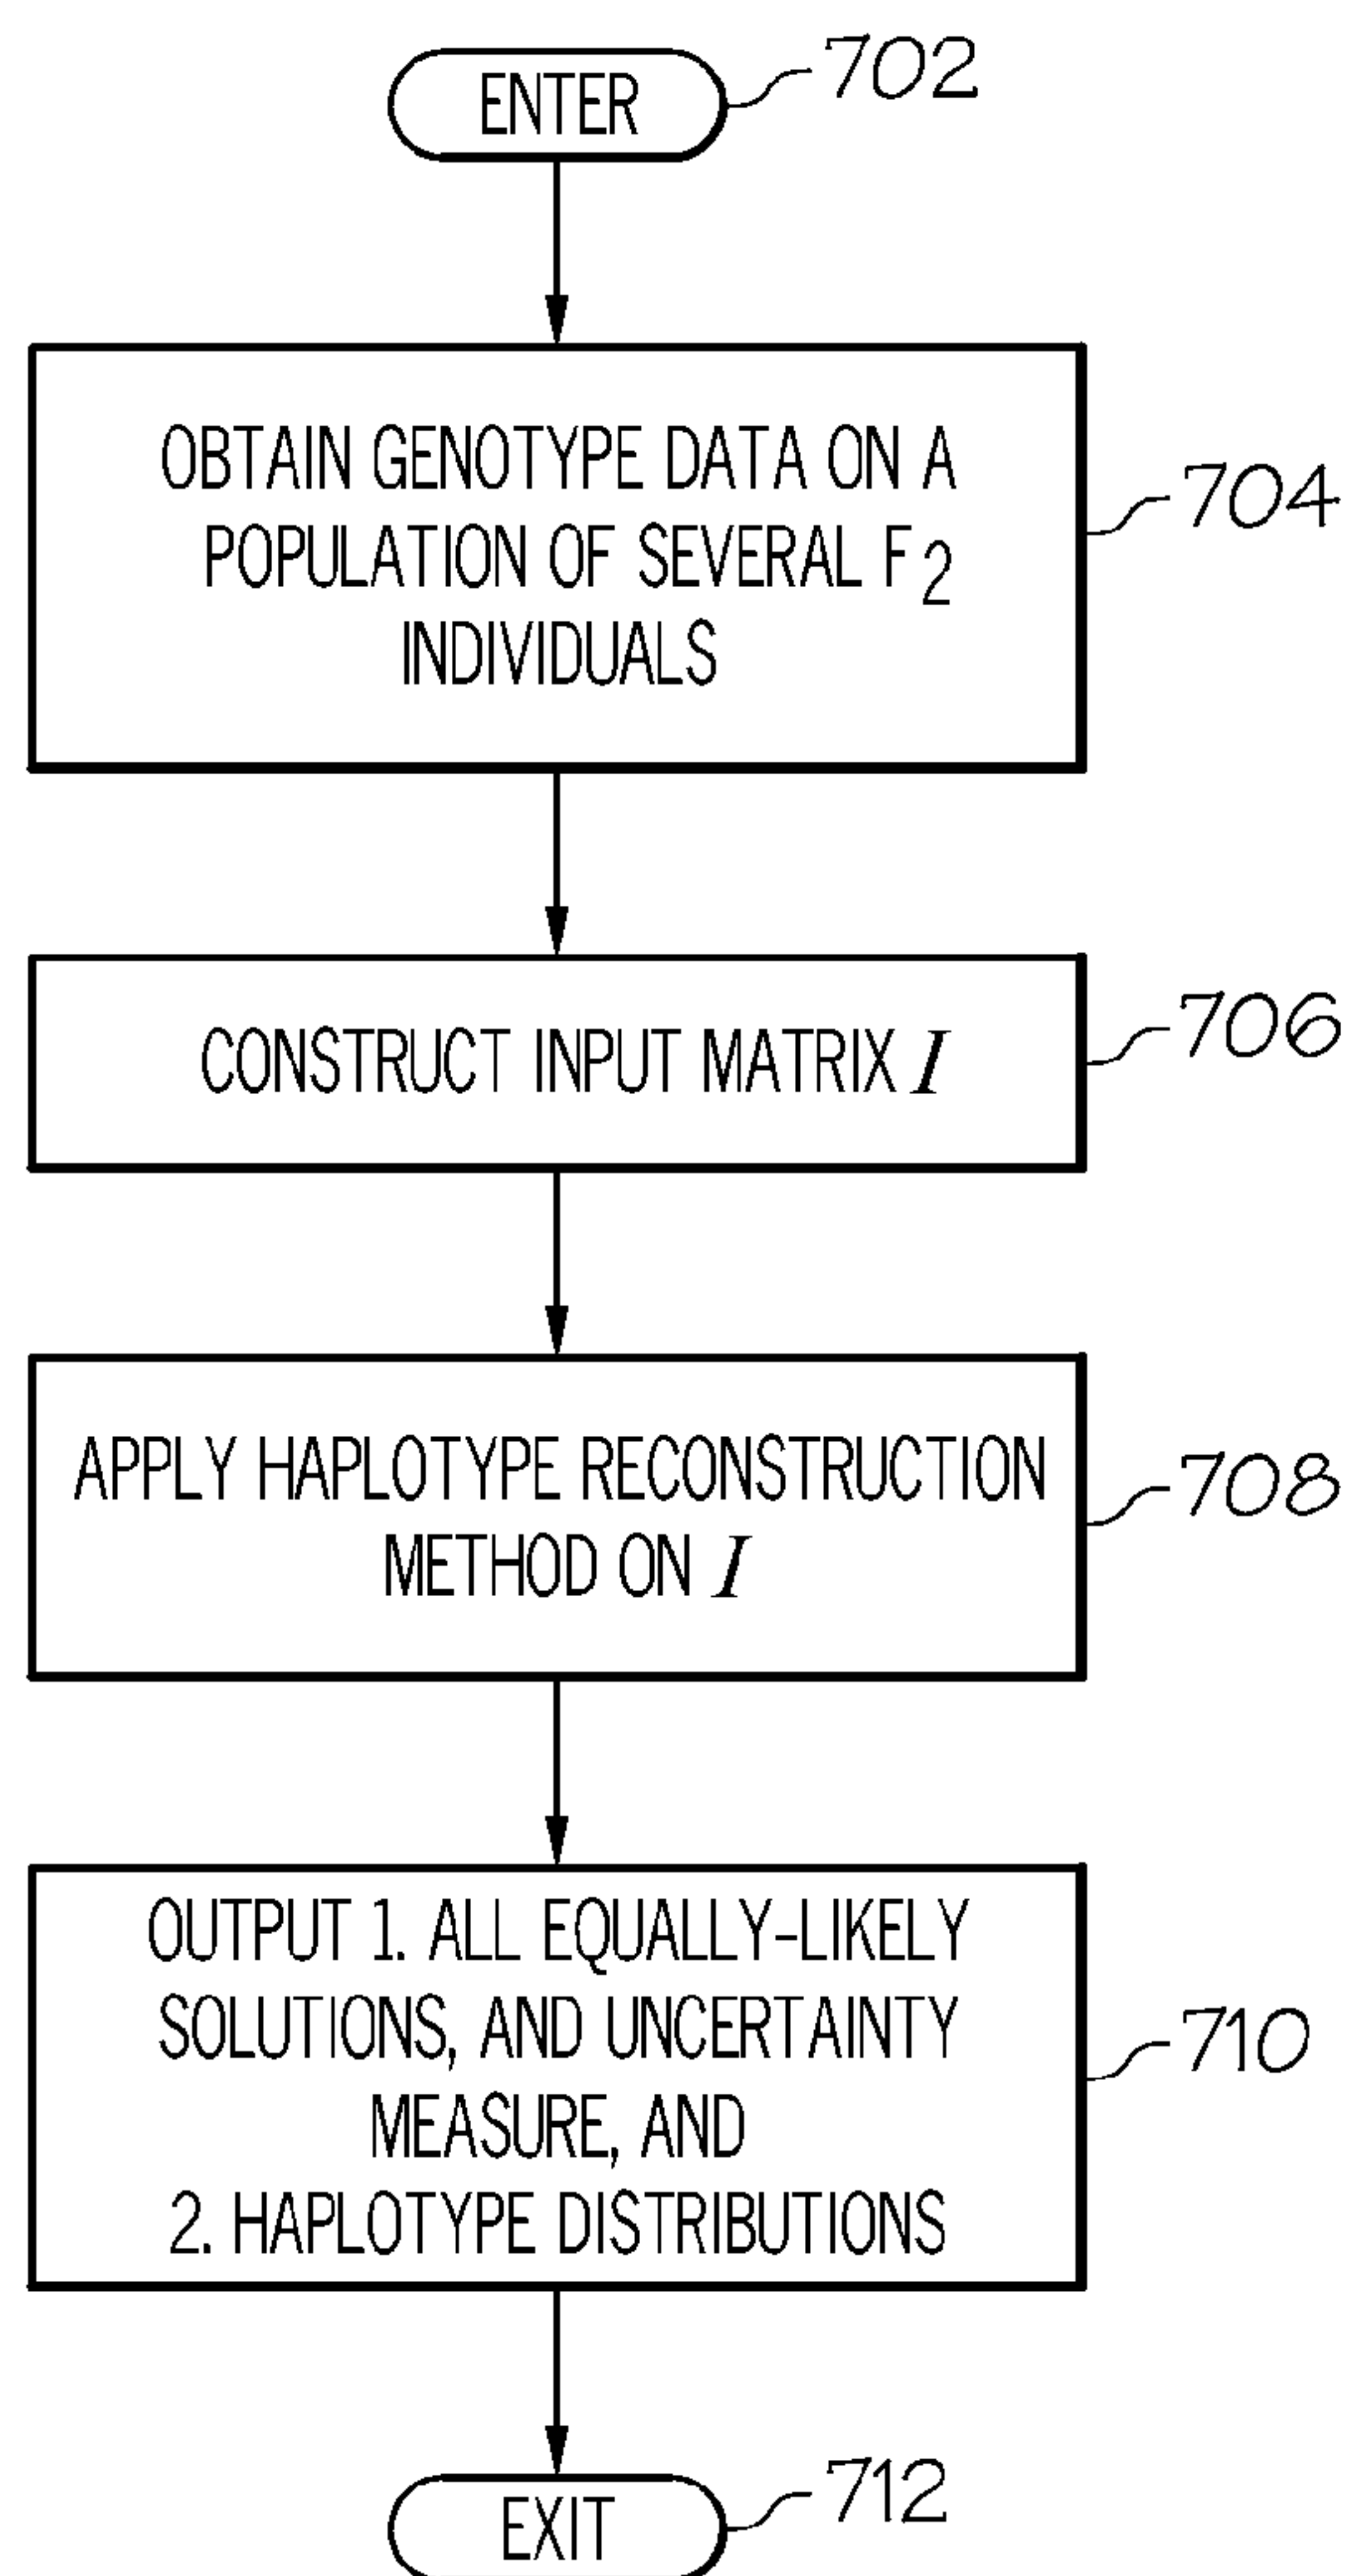 ENTER
702
OBTAIN GENOTYPE DATA ON A
POPULATION OF SEVERAL F2
INDIVIDUALS
704
CONSTRUCT INPUT MATRIX I
706
APPLY HAPLOTYPE RECONSTRUCTION
METHOD ON I
708
OUTPUT 1. ALL EQUALLY-LIKELY
SOLUTIONS, AND UNCERTAINTY
MEASURE, AND
2. HAPLOTYPE DISTRIBUTIONS
710
EXIT
712